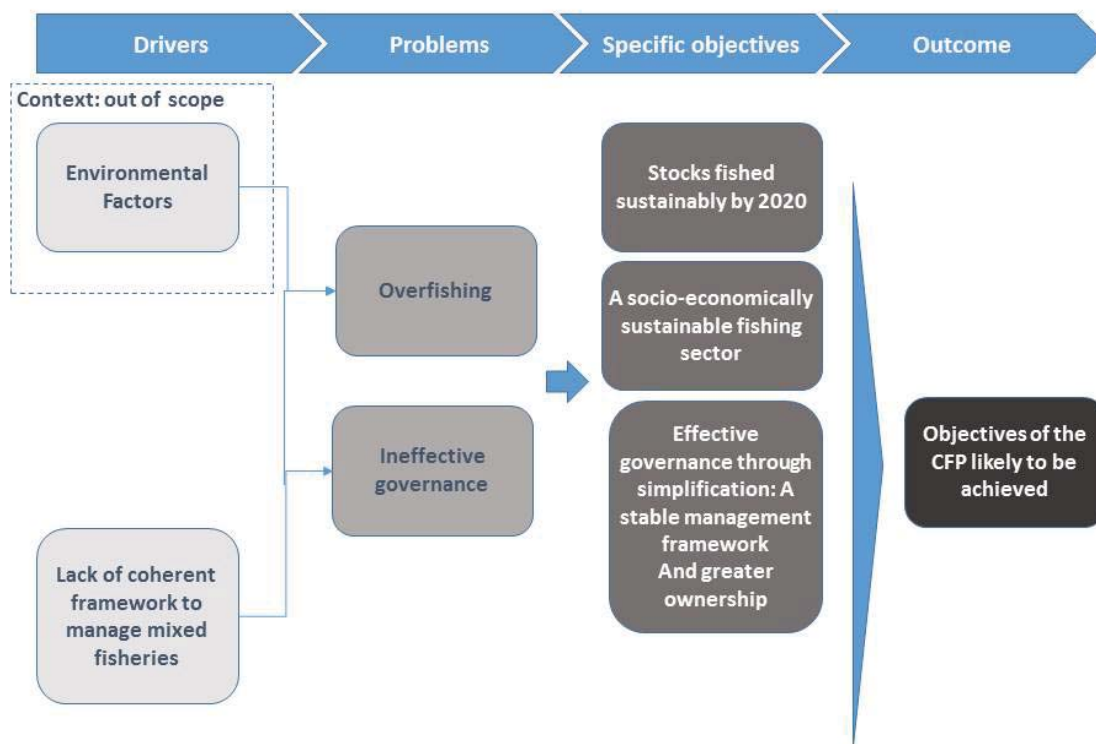 Drivers
Problems
Specific objectives
Outcome
Context: out of scope
Environmental
Factors
Lack of coherent
framework to
manage mixed
fisheries
Overfishing
Ineffective
governance
Stocks fished
sustainably by 2020
A socio-economically
sustainable fishing
sector
Effective
governance through
simplification: A
stable management
framework
And greater
ownership
Objectives of the
CFP likely to be
achieved